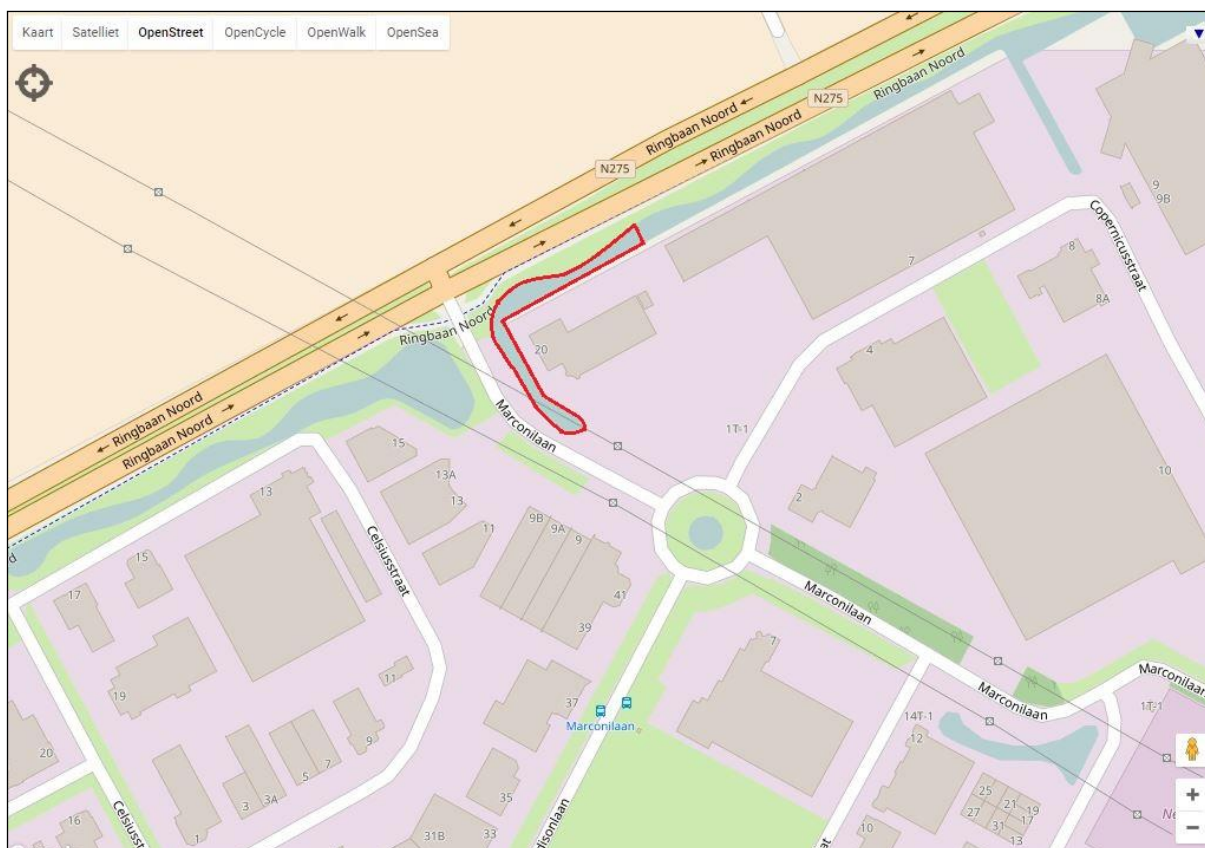 Kaart Satelliet OpenStreet OpenCycle OpenWalk OpenSea
Ringbaan Noord
Ringbaan Noord
N275
Ringbaan Noord
Ringbaan Noord
N275
9
9B
Copernicusstraat
7
8
8A
Ringbaan Noord
20
4
Ringbaan Noord
Ringbaan Noord
Marconilaan
1T-1
15
13A
13
10
13
2
9B
9A
9
11
Celsiusstraat
15
17
41
39
Marconilaan
7
19
11
37
Marconilaan
Marconilaan
Marconilaan
1T-1
14T-1
12
20
9
7
5
3A
3
1
35
25
21
19
27
17
31
13
16
Celsiusst
31B
33
disonlaan
10
at
Ne
+
−